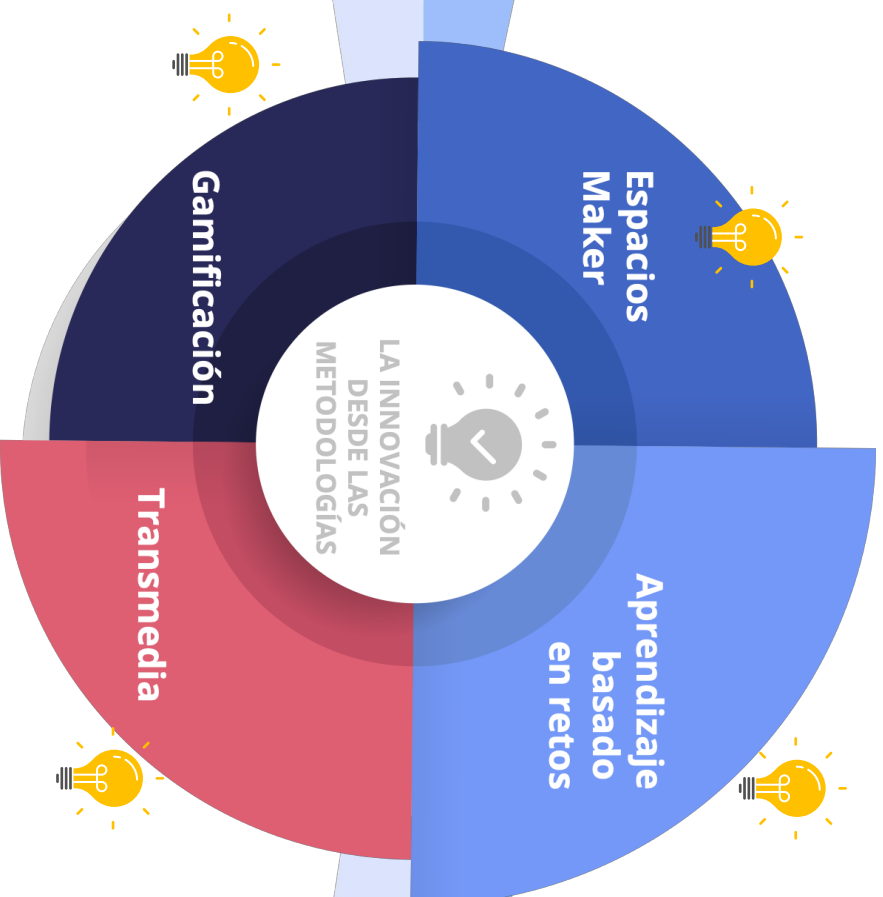 Espacios
Maker
Aprendizaje
basado
en retos
LA INNOVACIÓN
DESDE LAS
METODOLOGÍAS
Gamificación
Transmedia